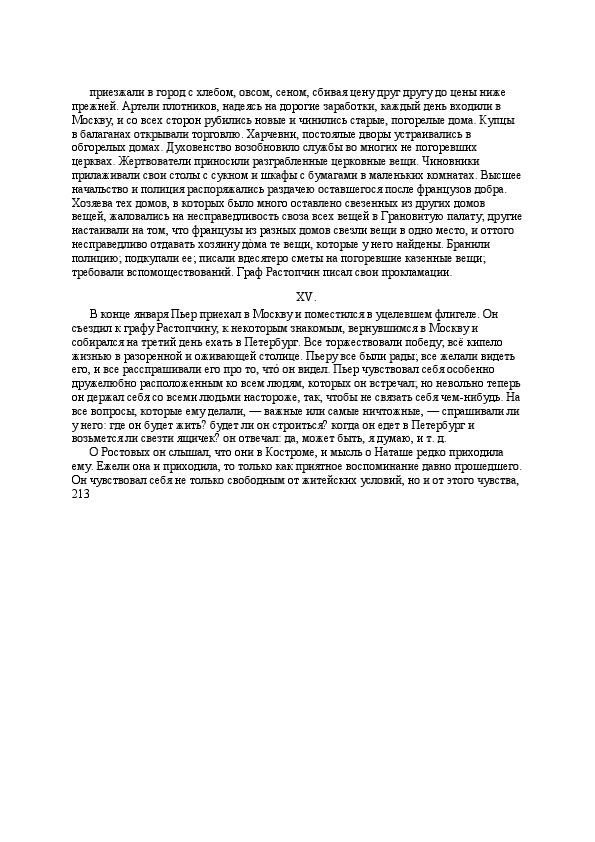 приезжали в город с хлебом, овсом, сеном, сбивая цену друг другу до цены ниже
прежней. Артели плотников, надеясь на дорогие заработки, каждый день входили в
Москву, и со всех сторон рубились новые и чинились старые, погорелые дома. Купцы
в балаганах открывали торговлю. Харчевни, постоялые дворы устраивались в
обгорелых домах. Духовенство возобновило службы во многих не погоревших
церквах. Жертвователи приносили разграбленные церковные вещи. Чиновники
прилаживали свои столы с сукном и шкафы с бумагами в маленьких комнатах. Высшее
начальство и полиция распоряжались раздачею оставшегося после французов добра.
Хозяева тех домов, в которых было много оставлено свезенных из других домов
вещей, жаловались на несправедливость своза всех вещей в Грановитую палату; другие
настаивали на том, что французы из разных домов свезли вещи в одно место, и оттого
несправедливо отдавать хозяину до́ма те вещи, которые у него найдены. Бранили
полицию; подкупали ее; писали вдесятеро сметы на погоревшие казенные вещи;
требовали вспомоществований. Граф Растопчин писал свои прокламации.
XV.
В конце января Пьер приехал в Москву и поместился в уцелевшем флигеле. Он
съездил к графу Растопчину, к некоторым знакомым, вернувшимся в Москву и
собирался на третий день ехать в Петербург. Все торжествовали победу; всё кипело
жизнью в разоренной и оживающей столице. Пьеру все были рады; все желали видеть
его, и все расспрашивали его про то, что́ он видел. Пьер чувствовал себя особенно
дружелюбно расположенным ко всем людям, которых он встречал; но невольно теперь
он держал себя со всеми людьми настороже, так, чтобы не связать себя чем-нибудь. На
все вопросы, которые ему делали, — важные или самые ничтожные, — спрашивали ли
у него: где он будет жить? будет ли он строиться? когда он едет в Петербург и
возьмется ли свезти ящичек? он отвечал: да, может быть, я думаю, и т. д.
О Ростовых он слышал, что они в Костроме, и мысль о Наташе редко приходила
ему. Ежели она и приходила, то только как приятное воспоминание давно прошедшего.
Он чувствовал себя не только свободным от житейских условий, но и от этого чувства,
213